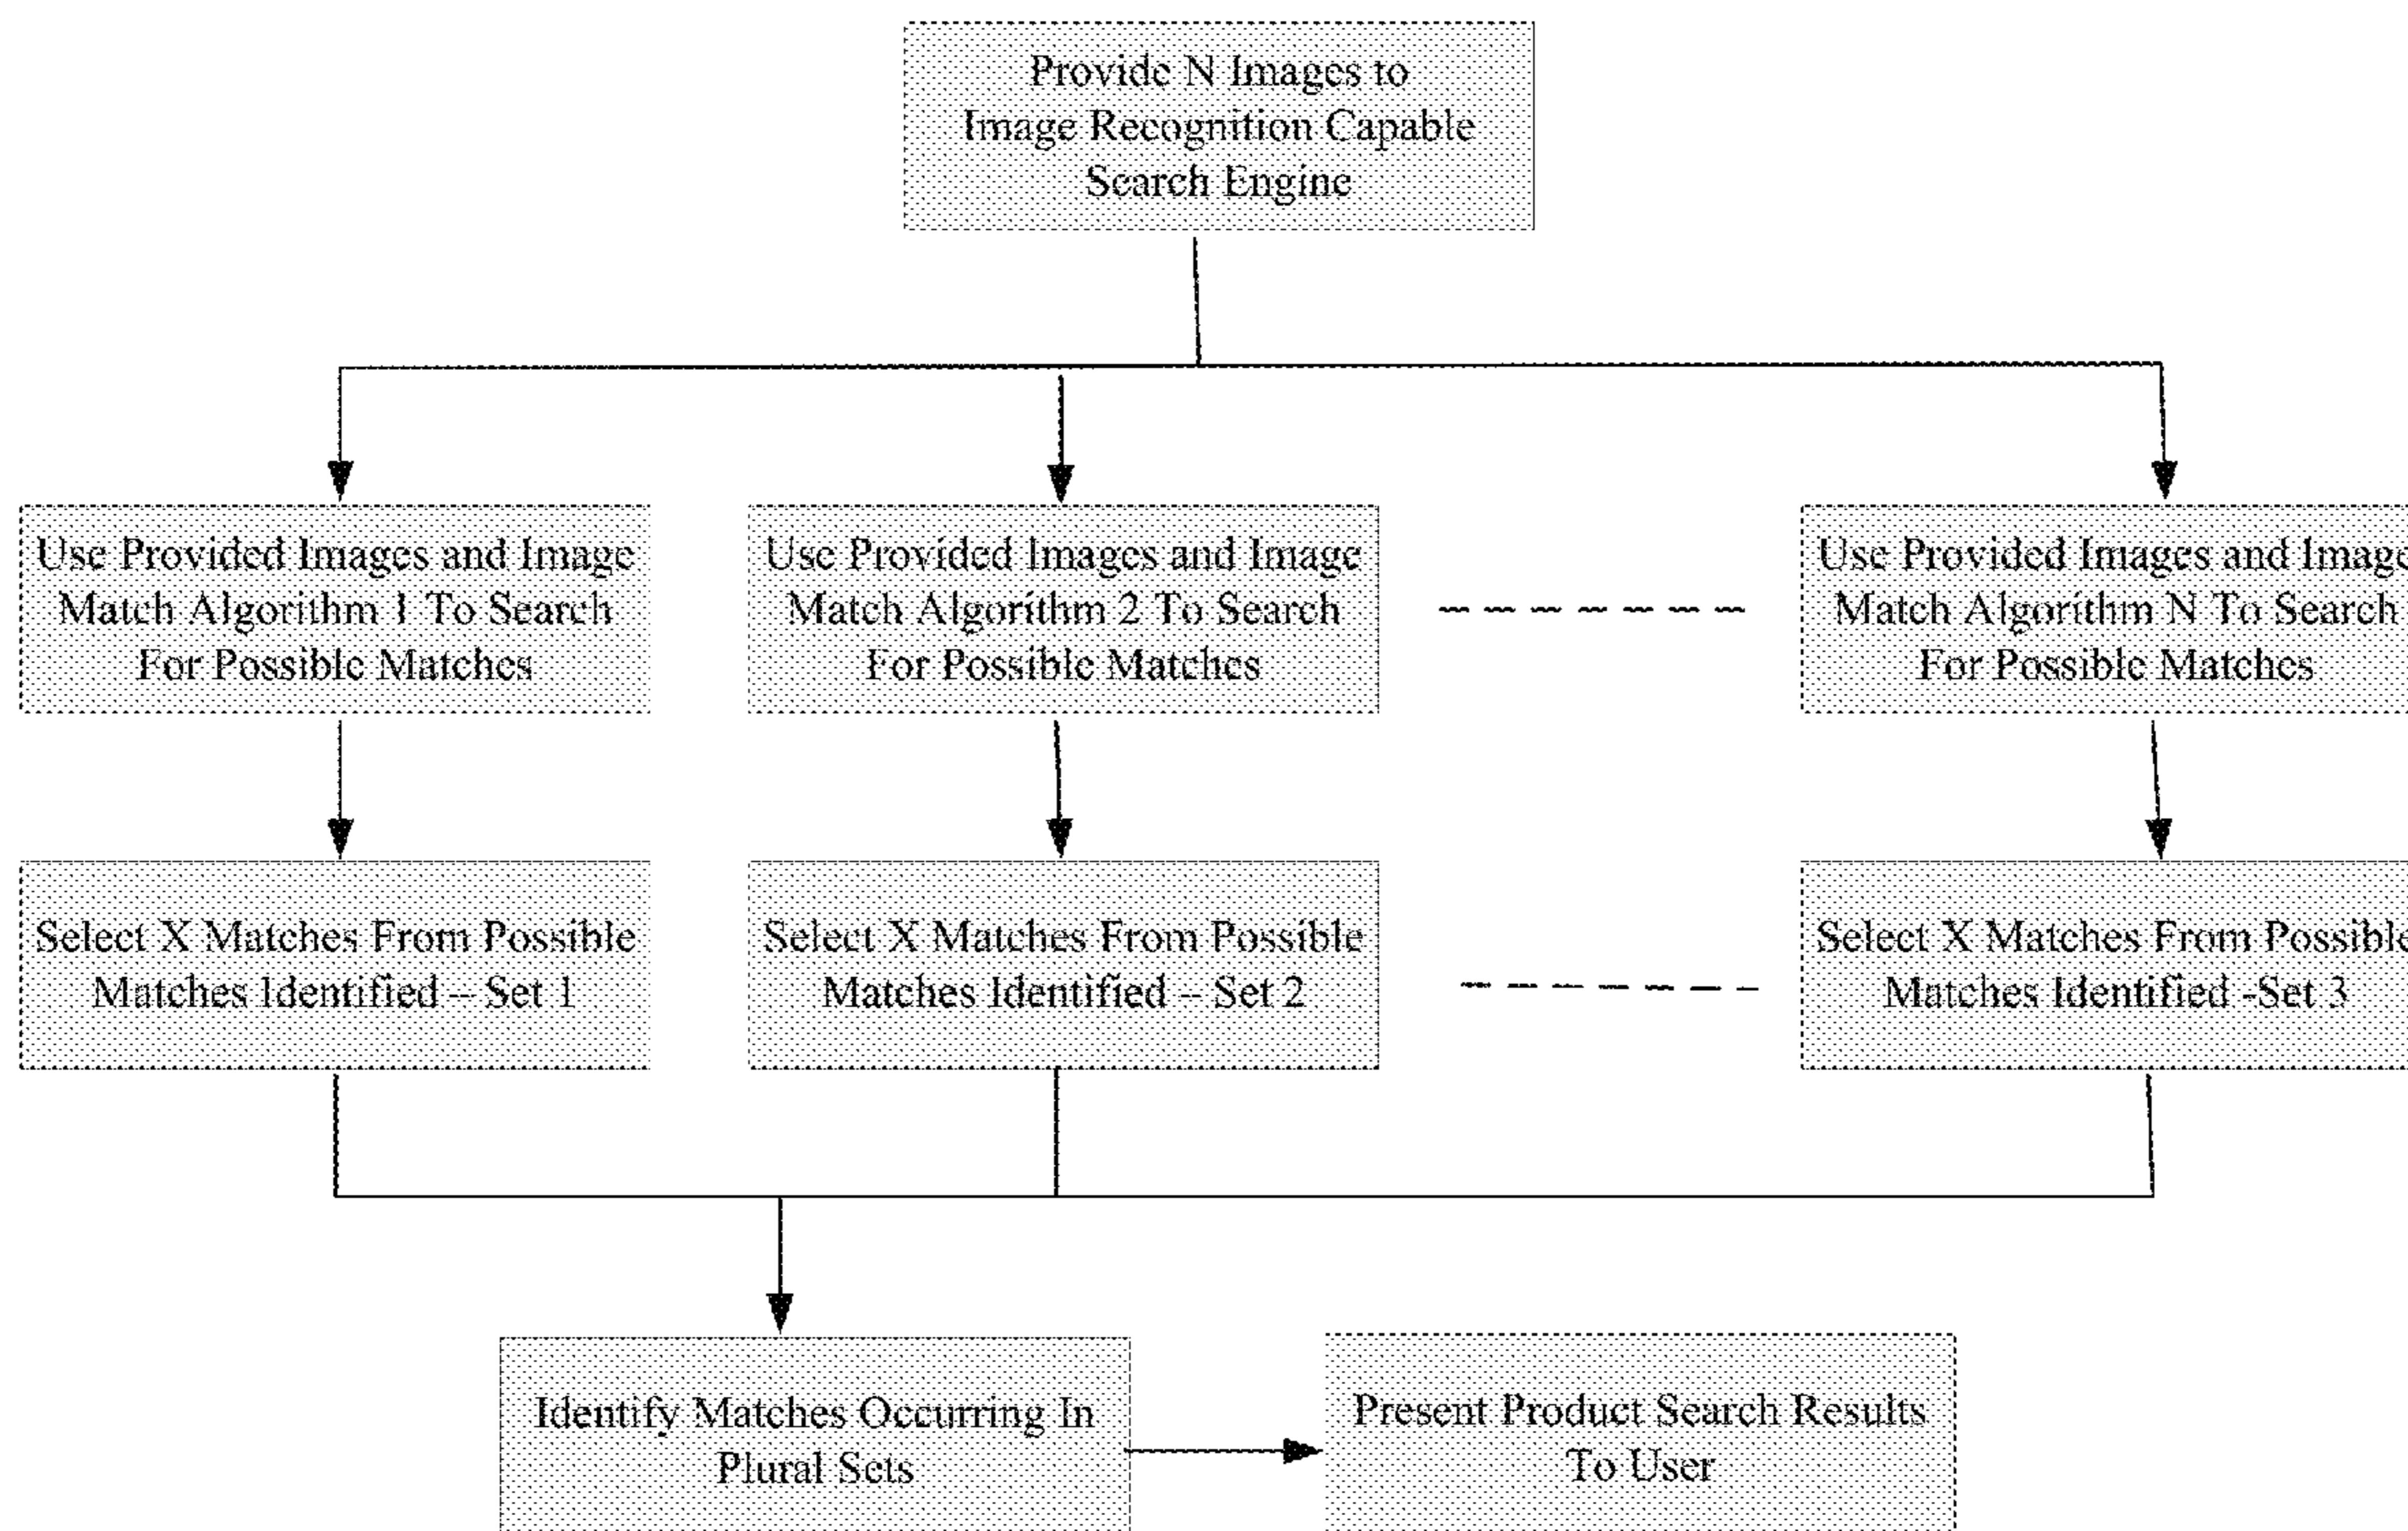 Provide N Images to
Image Recognition Capable
Search Engine
Use Provided Images and Image
Match Algorithm 1 To Search
For Possible Matches
Use Provided Images and Image
Match Algorithm 2 To Search
For Possible Matches
Use Provided Images and Image
Match Algorithm N To Search
For Possible Matches
Select X Matches From Possible
Matches Identified – Set 1
Select X Matches From Possible
Matches Identified – Set 2
Select X Matches From Possible
Matches Identified -Set 3
Identify Matches Occurring In
Plural Sets
Present Product Search Results
To User